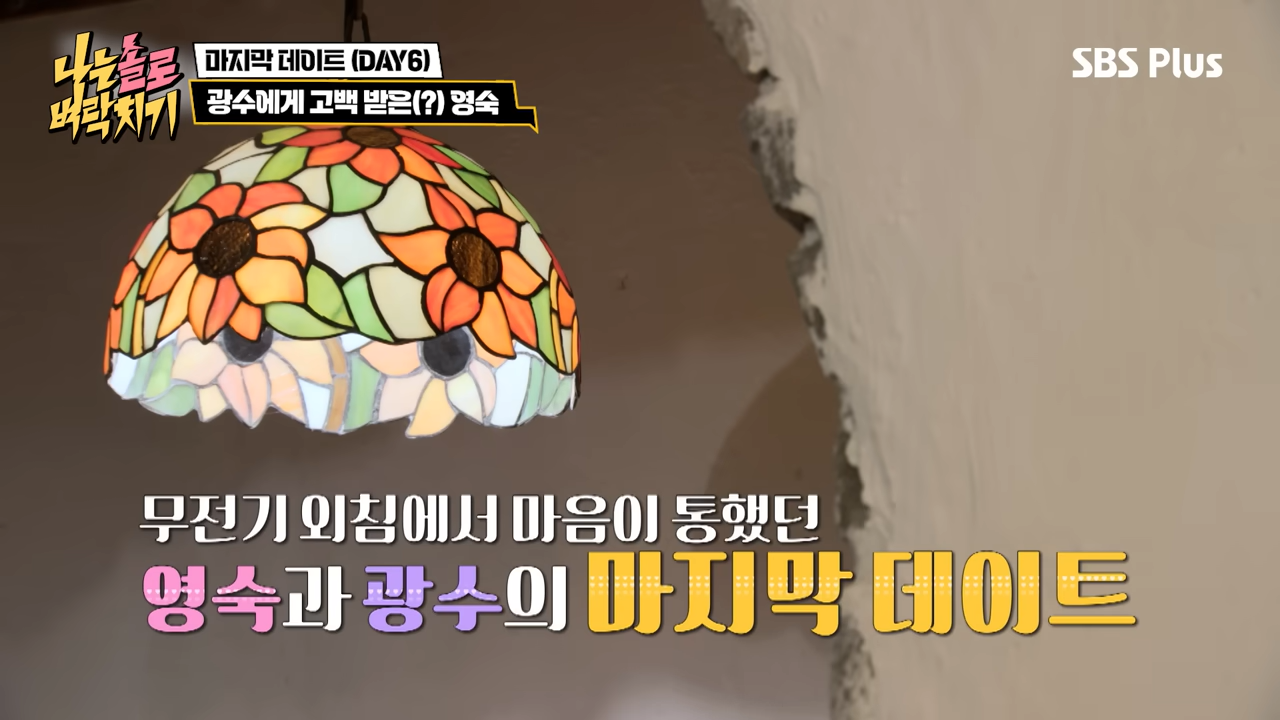 나는솔로
벼락치기
마지막 데이트 (DAY6)
광수에게 고백 받은(?) 영숙
SBS Plus
무전기 외침에서 마음이 통했던
영숙과 광수의 마지막 데이트